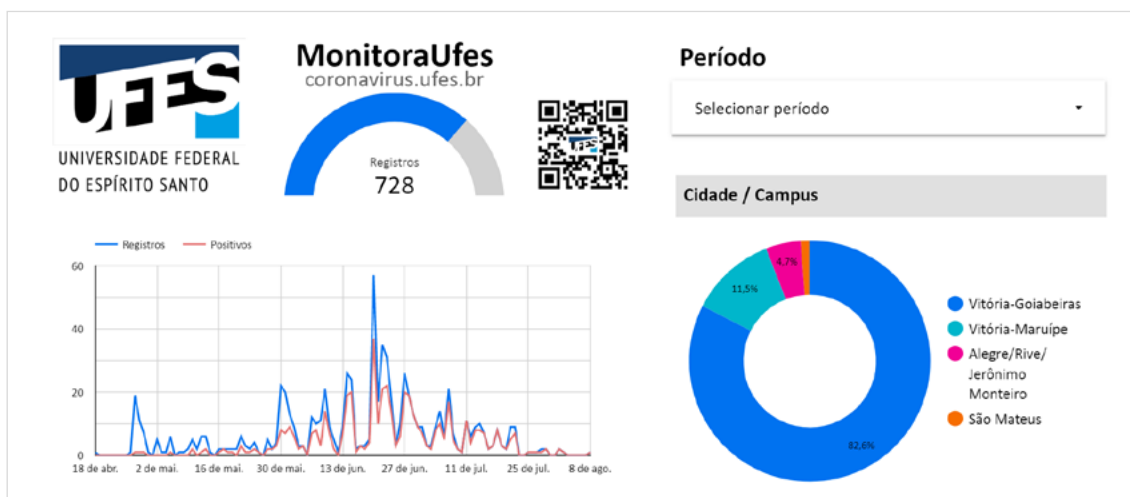 UFES
UNIVERSIDADE FEDERAL
DO ESPÍRITO SANTO
MonitoraUfes
coronavirus.ufes.br
Registros
728
UFES
Período
Selecionar período
Cidade / Campus
Registros
Positivos
60
40
20
0
18 de abr.
2 de mai.
16 de mai.
30 de mai.
13 de jun.
27 de jun.
11 de jul.
25 de jul.
8 de ago.
4,7%
11,5%
82,6%
Vitória-Goiabeiras
Vitória-Maruípe
Alegre/Rive/
Jerônimo
Monteiro
São Mateus